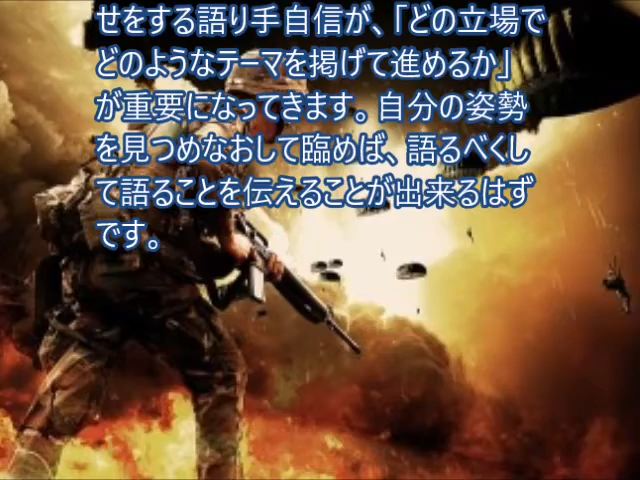 せをする語り手自信が、「どの立場で
どのようなテーマを掲げて進めるか」
が重要になってきます。自分の姿勢
を見つめなおして臨めば、語るべくし
て語ることを伝えることが出来るはず
です。